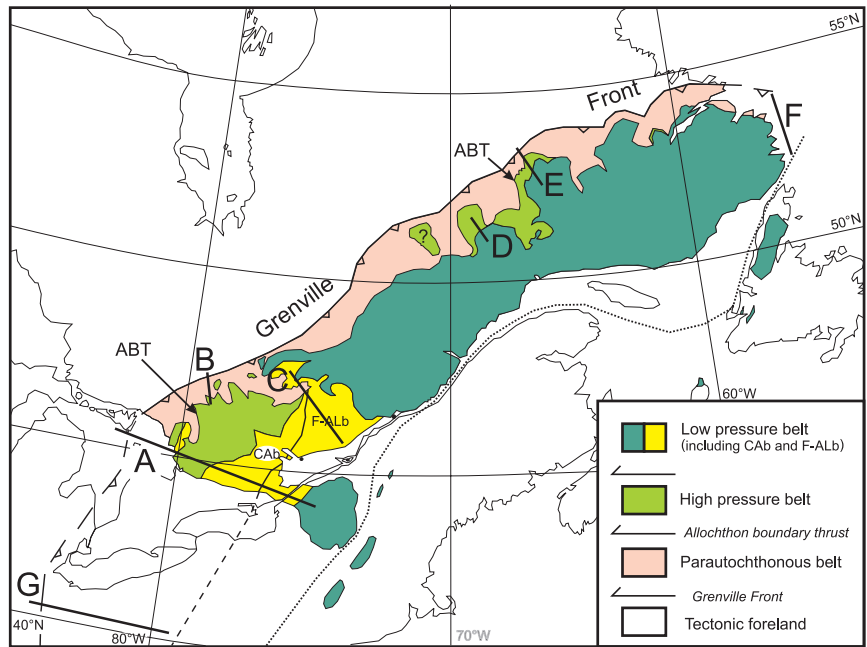 55°N
Front
F
ABT
E
50°N
?
D
Grenville
ABT
B
C
60°W
F-ALb
CAb
A
G
40°N
80°W
70°W
Low pressure belt
(including CAb and F-ALb)
High pressure belt
Allochthon boundary thrust
Parautochthonous belt
Grenville Front
Tectonic foreland